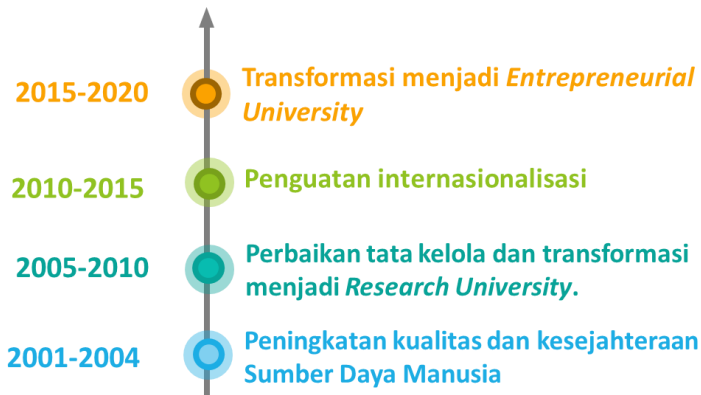 2015-2020
Transformasi menjadi Entrepreneurial
University
2010-2015
Penguatan internasionalisasi
2005-2010
Perbaikan tata kelola dan transformasi
menjadi Research University.
2001-2004
Peningkatan kualitas dan kesejahteraan
Sumber Daya Manusia